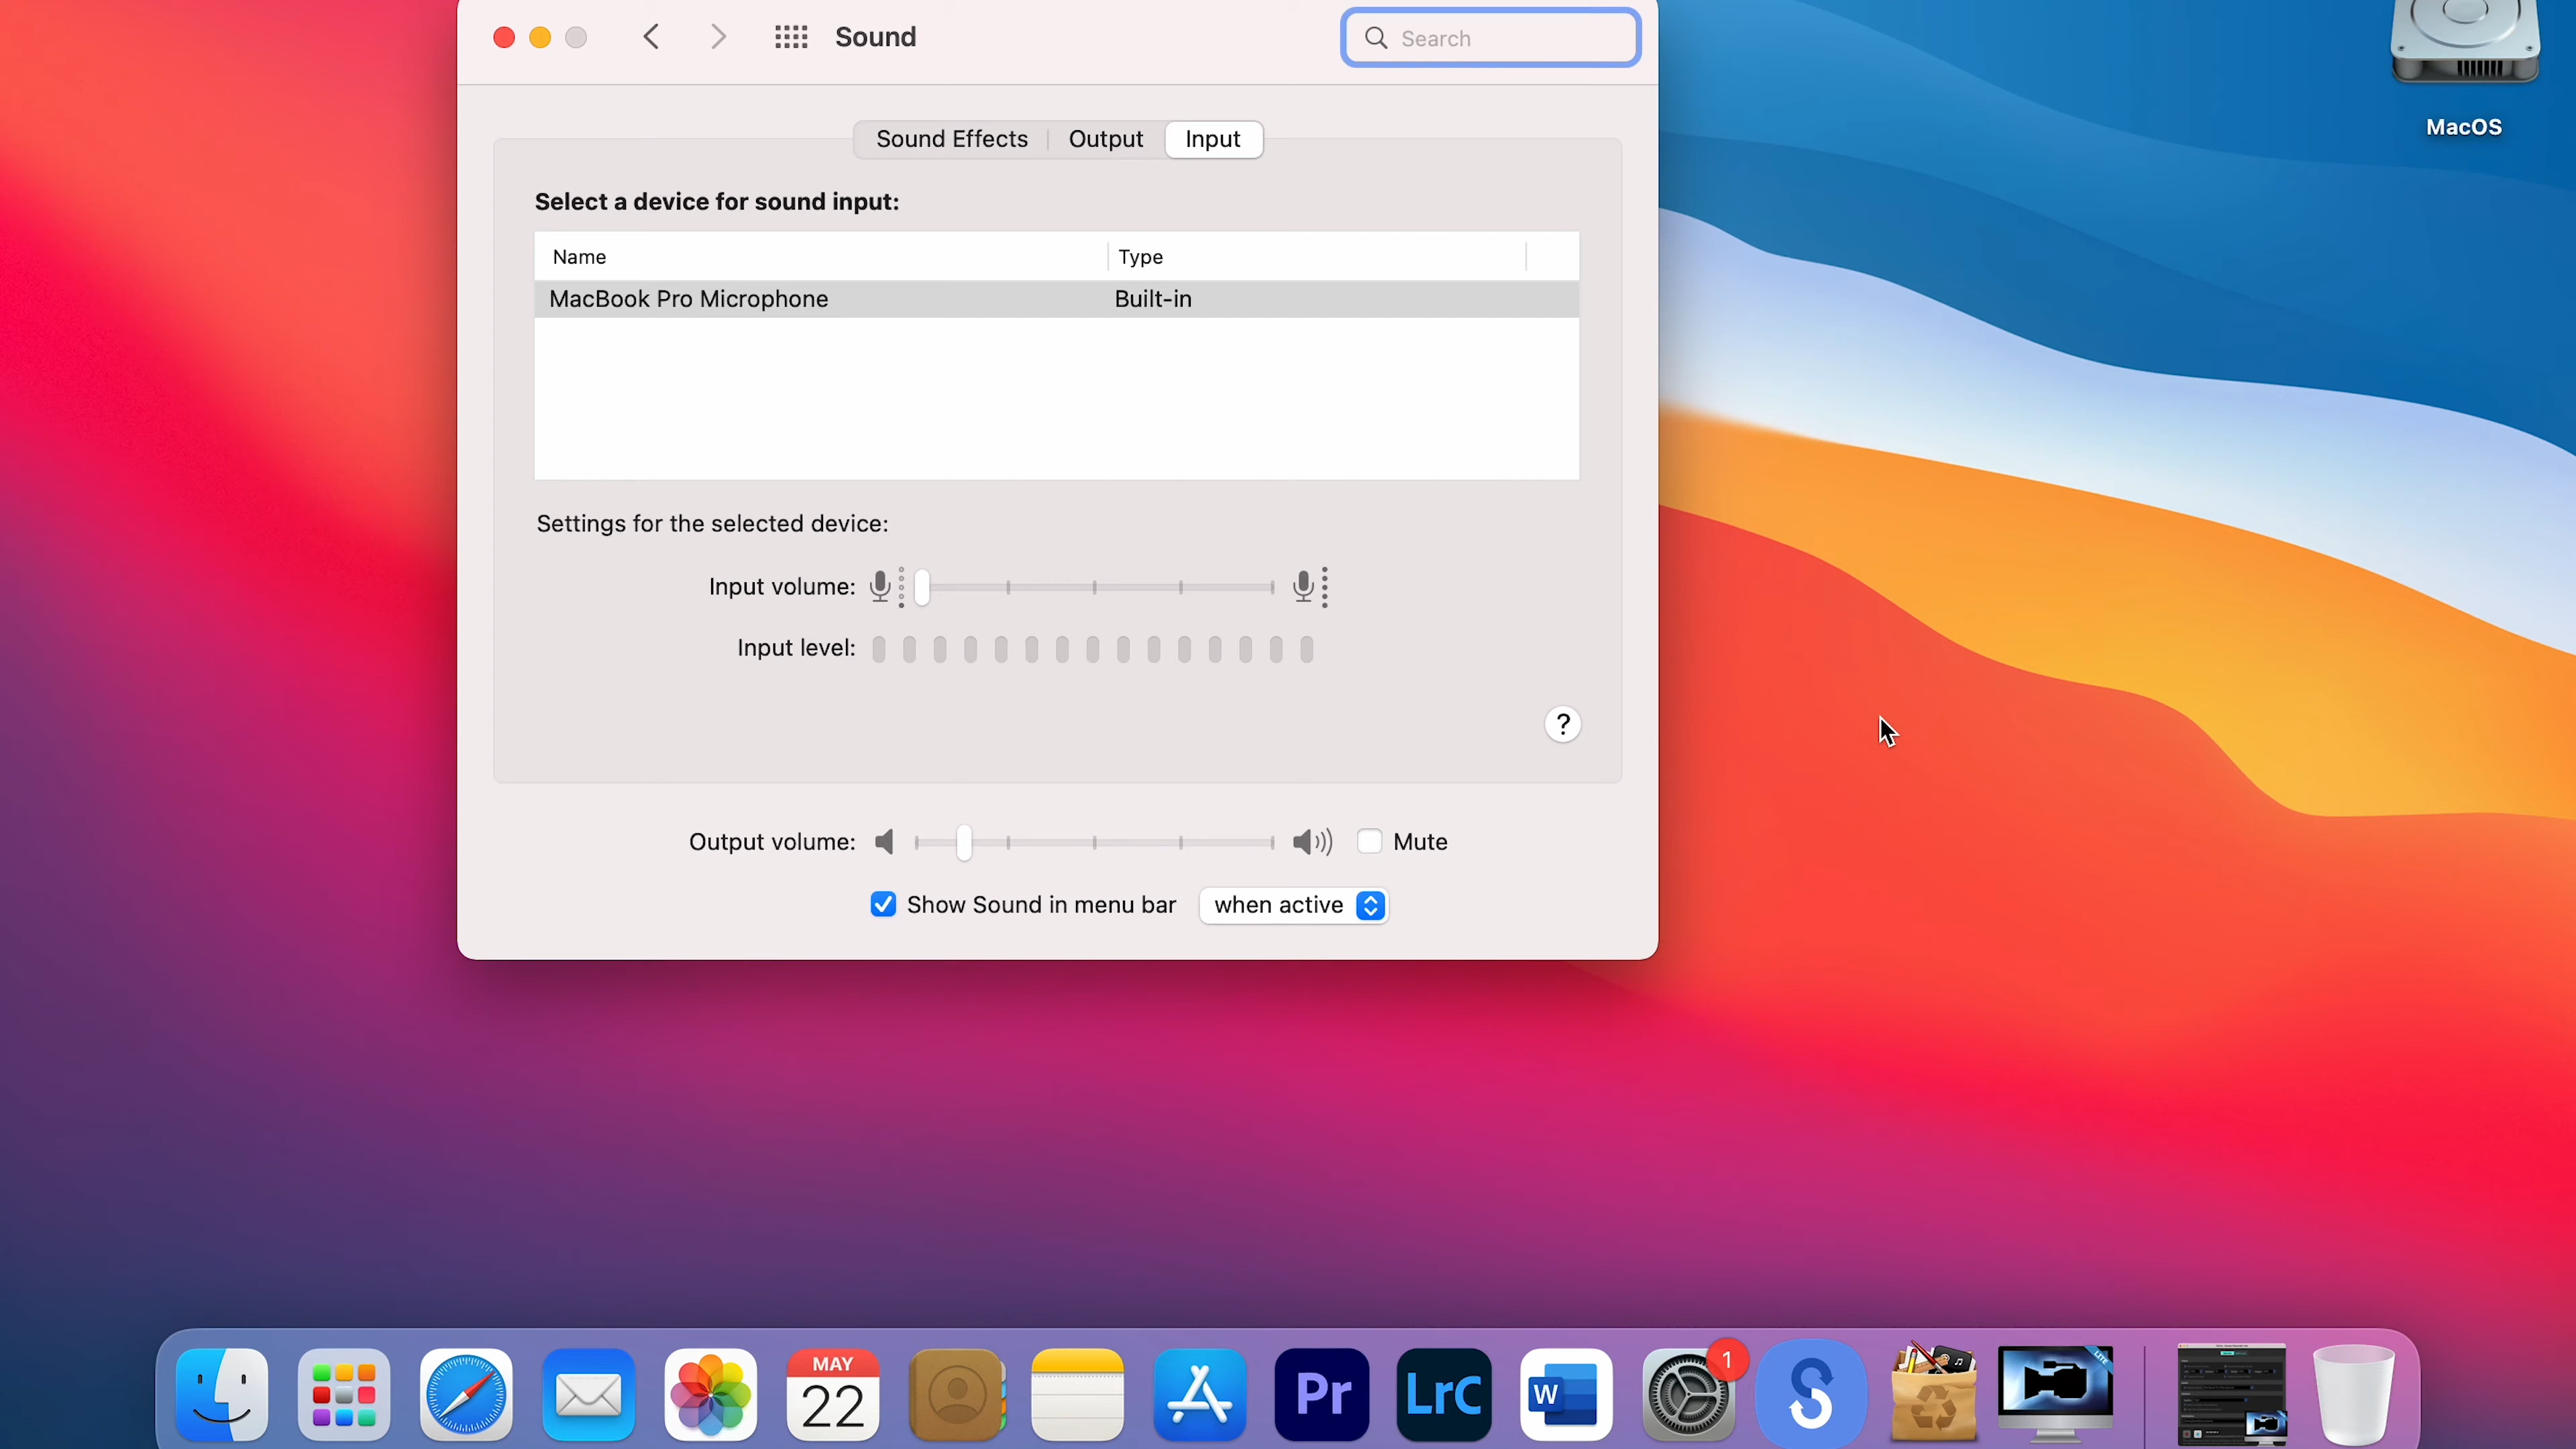 Sound
Search
MacOS
Sound Effects
Output
Input
Select a device for sound input:
Name
Type
MacBook Pro Microphone
Built-in
Settings for the selected device:
Input volume:
Input level:
?
Output volume:
Mute
Show Sound in menu bar
when active
MAY
22
Pr
LrC
W
1
LITE